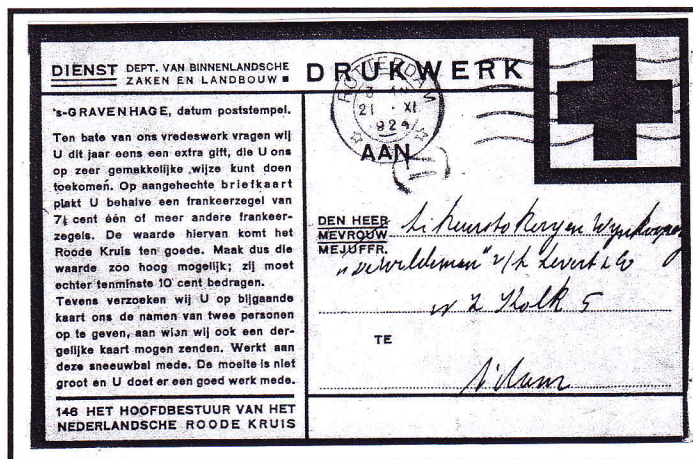 DIENST DEPT. VAN BINNENLANDSCHE
ZAKEN EN LANDBOUW ■
DRUKWERK
ROTTERDAM
21 · XI
1924
's-GRAVENHAGE, datum poststempel.
Ten bate van ons vredeswerk vragen wij
U dit jaar eens een extra gift, die U ons
op zeer gemakkelijke wijze kunt doen
toekomen. Op aangehechte briefkaart
plakt U behalve een frankeerzegel van
7½ cent één of meer andere frankeer-
zegels. De waarde hiervan komt het
Roode Kruis ten goede. Maak dus die
waarde zoo hoog mogelijk; zij moet
echter tenminste 10 cent bedragen.
Tevens verzoeken wij U op bijgaande
kaart ons de namen van twee personen
op te geven, aan wien wij ook een der-
gelijke kaart mogen zenden. Werkt aan
deze sneeuwbal mede. De moeite is niet
groot en U doet er een goed werk mede.
146 HET HOOFDBESTUUR VAN HET
NEDERLANDSCHE ROODE KRUIS
AAN
DEN HEER
MEVROUW
MEJUFFR.
"de Wildeman" v/h Levert & Co
Kolk 5
TE
A'dam